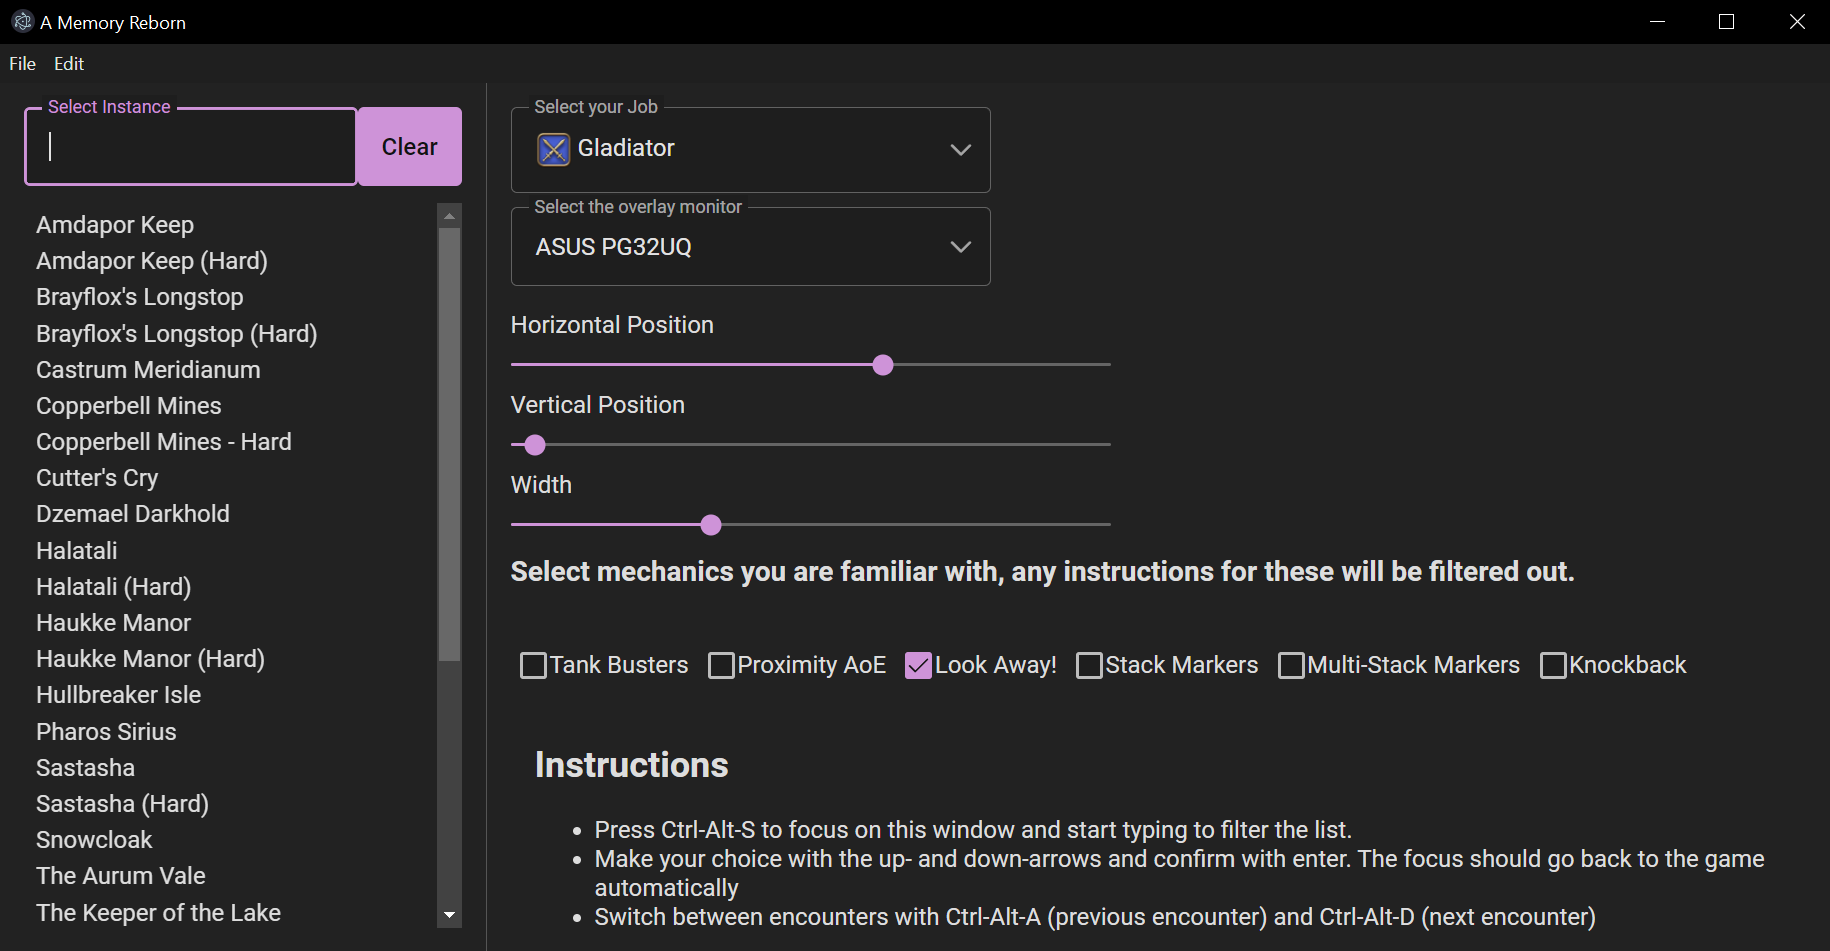 A Memory Reborn
File Edit
Select Instance
Clear
Amdapor Keep
Amdapor Keep (Hard)
Brayflox's Longstop
Brayflox's Longstop (Hard)
Castrum Meridianum
Copperbell Mines
Copperbell Mines - Hard
Cutter's Cry
Dzemael Darkhold
Halatali
Halatali (Hard)
Haukke Manor
Haukke Manor (Hard)
Hullbreaker Isle
Pharos Sirius
Sastasha
Sastasha (Hard)
Snowcloak
The Aurum Vale
The Keeper of the Lake
Select your Job
Gladiator
Select the overlay monitor
ASUS PG32UQ
Horizontal Position
Vertical Position
Width
Select mechanics you are familiar with, any instructions for these will be filtered out.
Tank Busters Proximity AoE Look Away! Stack Markers Multi-Stack Markers Knockback
Instructions
• Press Ctrl-Alt-S to focus on this window and start typing to filter the list.
• Make your choice with the up- and down-arrows and confirm with enter. The focus should go back to the game
automatically
• Switch between encounters with Ctrl-Alt-A (previous encounter) and Ctrl-Alt-D (next encounter)